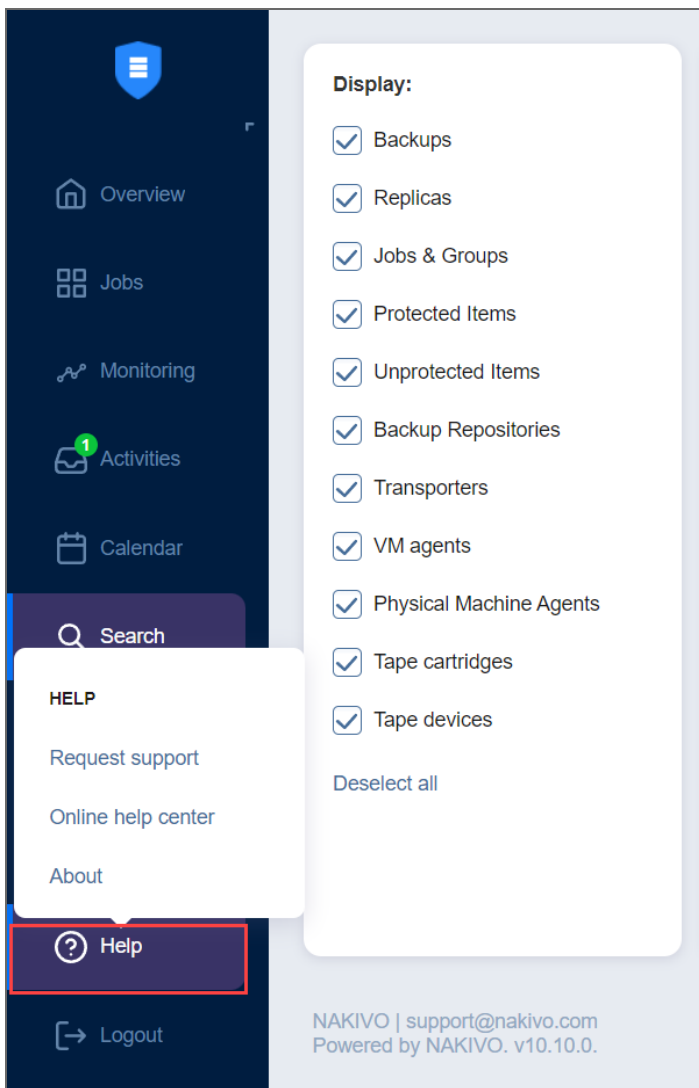 Overview
Jobs
Monitoring
1
Activities
Calendar
Search
HELP
Request support
Online help center
About
Help
Logout
Display:
Backups
Replicas
Jobs & Groups
Protected Items
Unprotected Items
Backup Repositories
Transporters
VM agents
Physical Machine Agents
Tape cartridges
Tape devices
Deselect all
NAKIVO | support@nakivo.com
Powered by NAKIVO. v10.10.0.